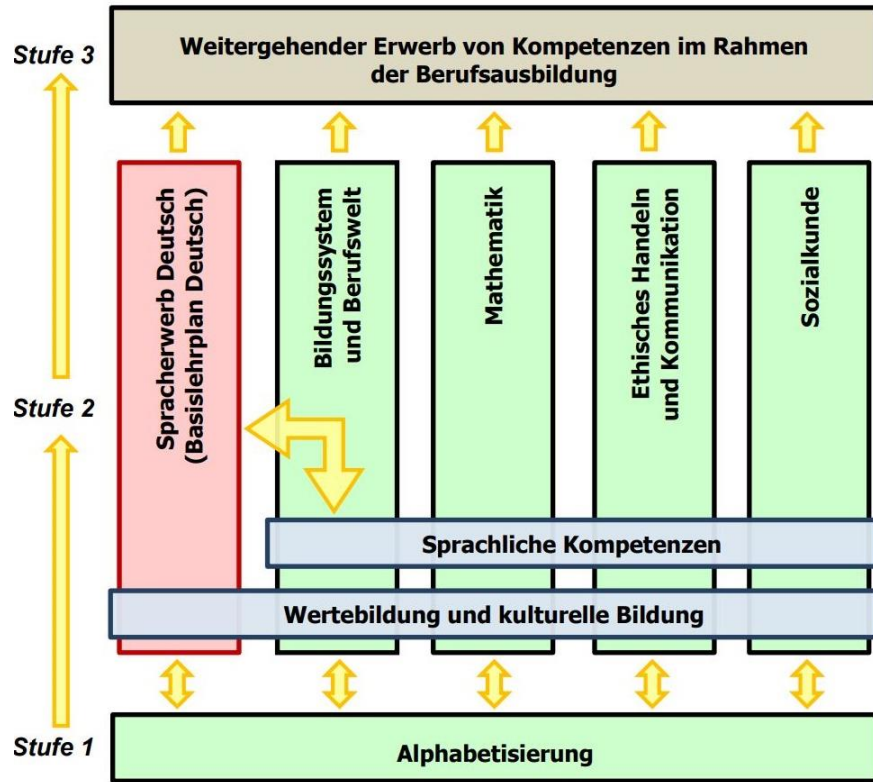 Stufe 3
Weitergehender Erwerb von Kompetenzen im Rahmen
der Berufsausbildung
Spracherwerb Deutsch
(Basislehrplan Deutsch)
Bildungssystem
und Berufswelt
Mathematik
Ethisches Handeln
und Kommunikation
Sozialkunde
Stufe 2
Sprachliche Kompetenzen
Wertebildung und kulturelle Bildung
Stufe 1
Alphabetisierung